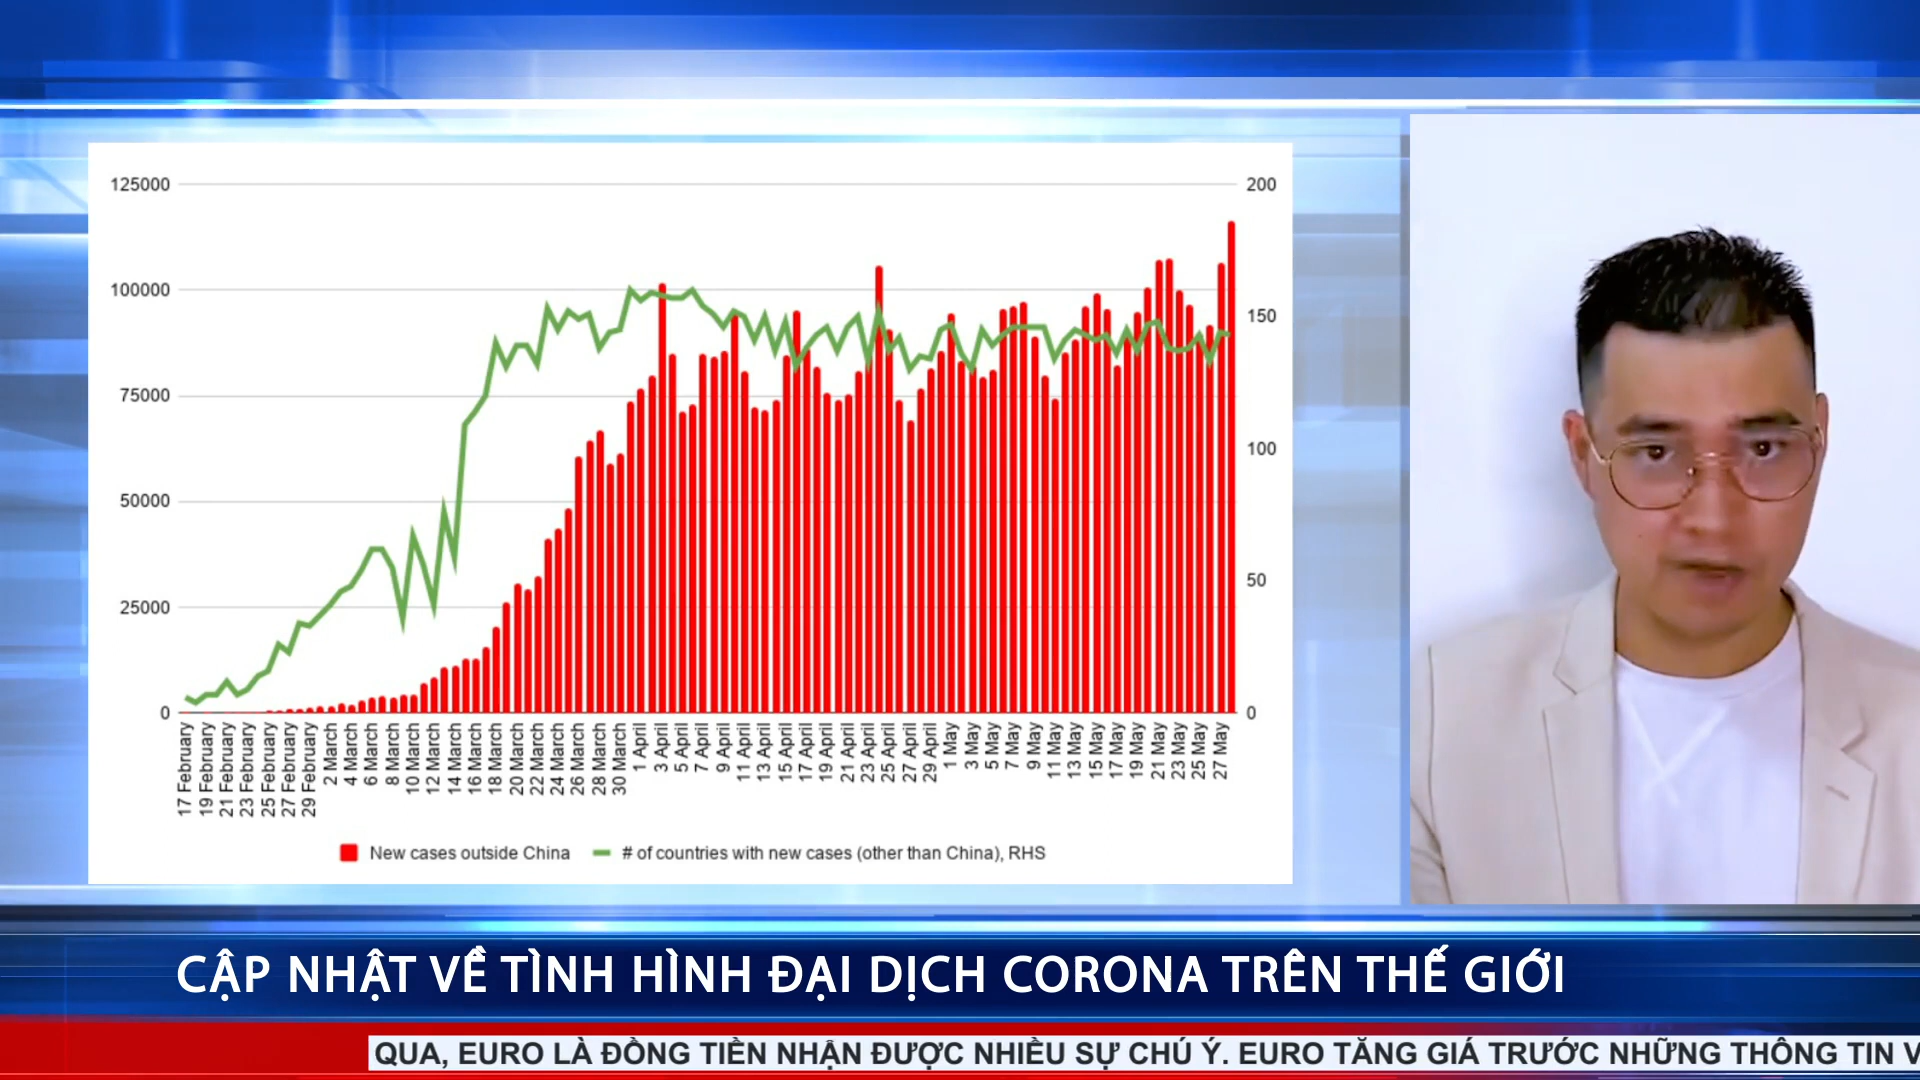 125000
100000
75000
50000
25000
0
200
150
100
50
0
17 February
19 February
21 February
23 February
25 February
27 February
29 February
2 March
4 March
6 March
8 March
10 March
12 March
14 March
16 March
18 March
20 March
22 March
24 March
26 March
28 March
30 March
1 April
3 April
5 April
7 April
9 April
11 April
13 April
15 April
17 April
19 April
21 April
23 April
25 April
27 April
29 April
1 May
3 May
5 May
7 May
9 May
11 May
13 May
15 May
17 May
19 May
21 May
23 May
25 May
27 May
New cases outside China
# of countries with new cases (other than China), RHS
CẬP NHẬT VỀ TÌNH HÌNH ĐẠI DỊCH CORONA TRÊN THẾ GIỚI
QUA, EURO LÀ ĐỒNG TIỀN NHẬN ĐƯỢC NHIỀU SỰ CHÚ Ý. EURO TĂNG GIÁ TRƯỚC NHỮNG THÔNG TIN V